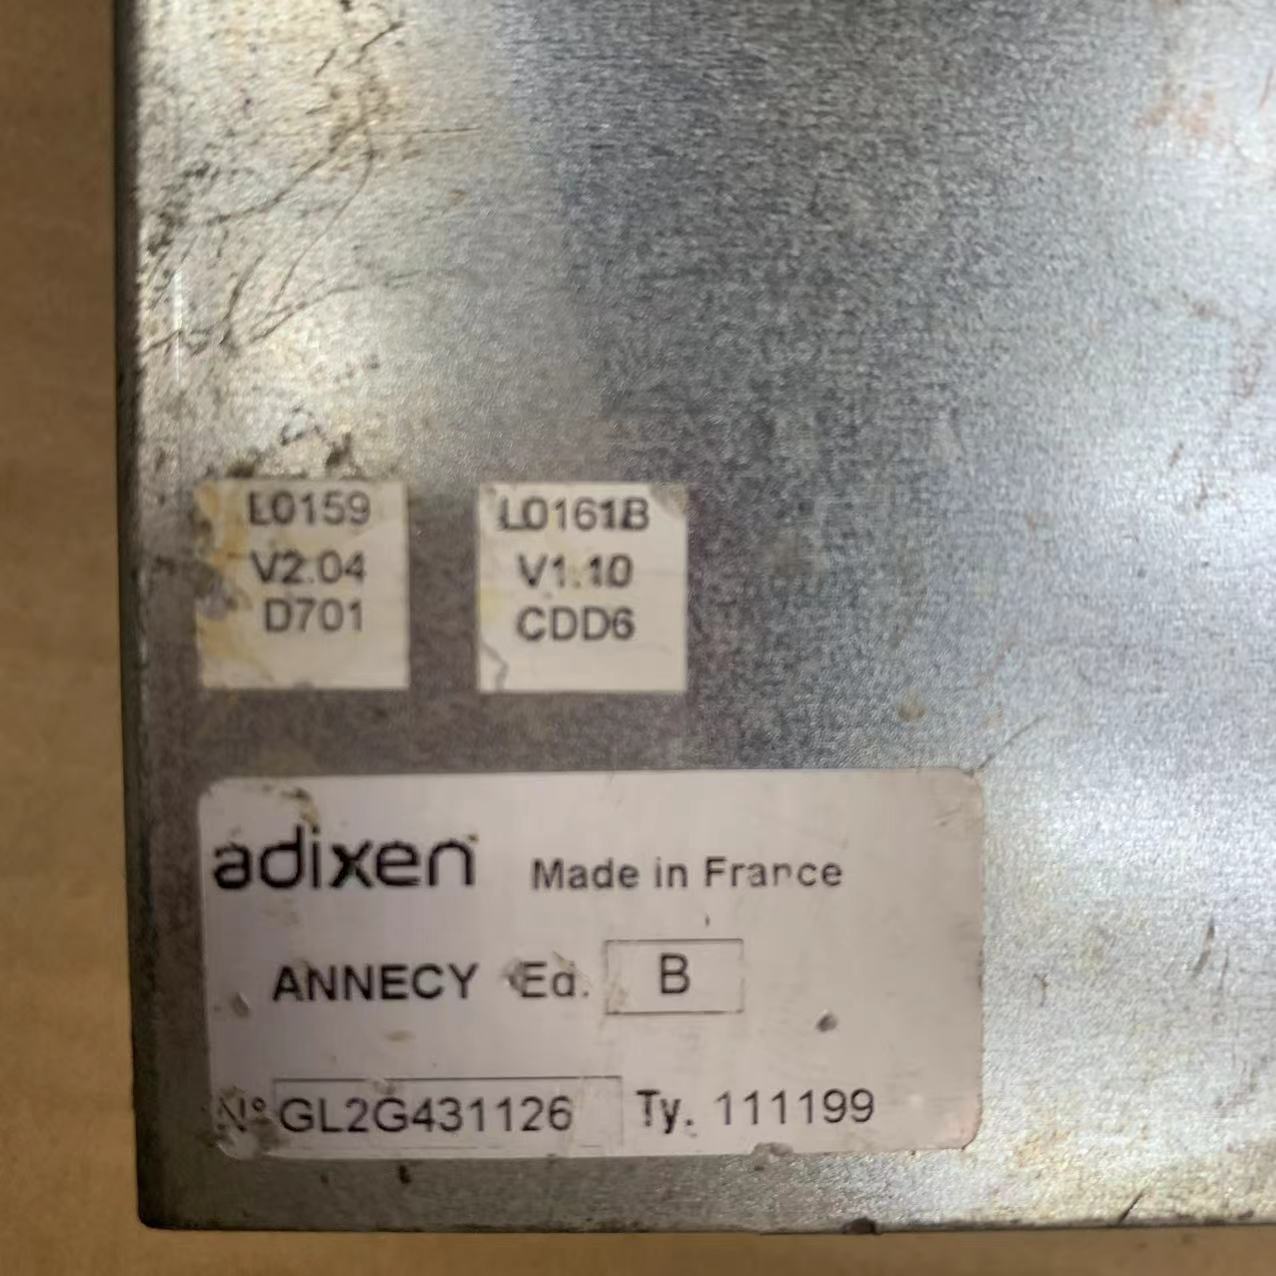 L0159
V2.04
D701
L0161B
V1.10
CDD6
adixen Made in France
ANNECY Ed. B
N° GL2G431126 Ty. 111199